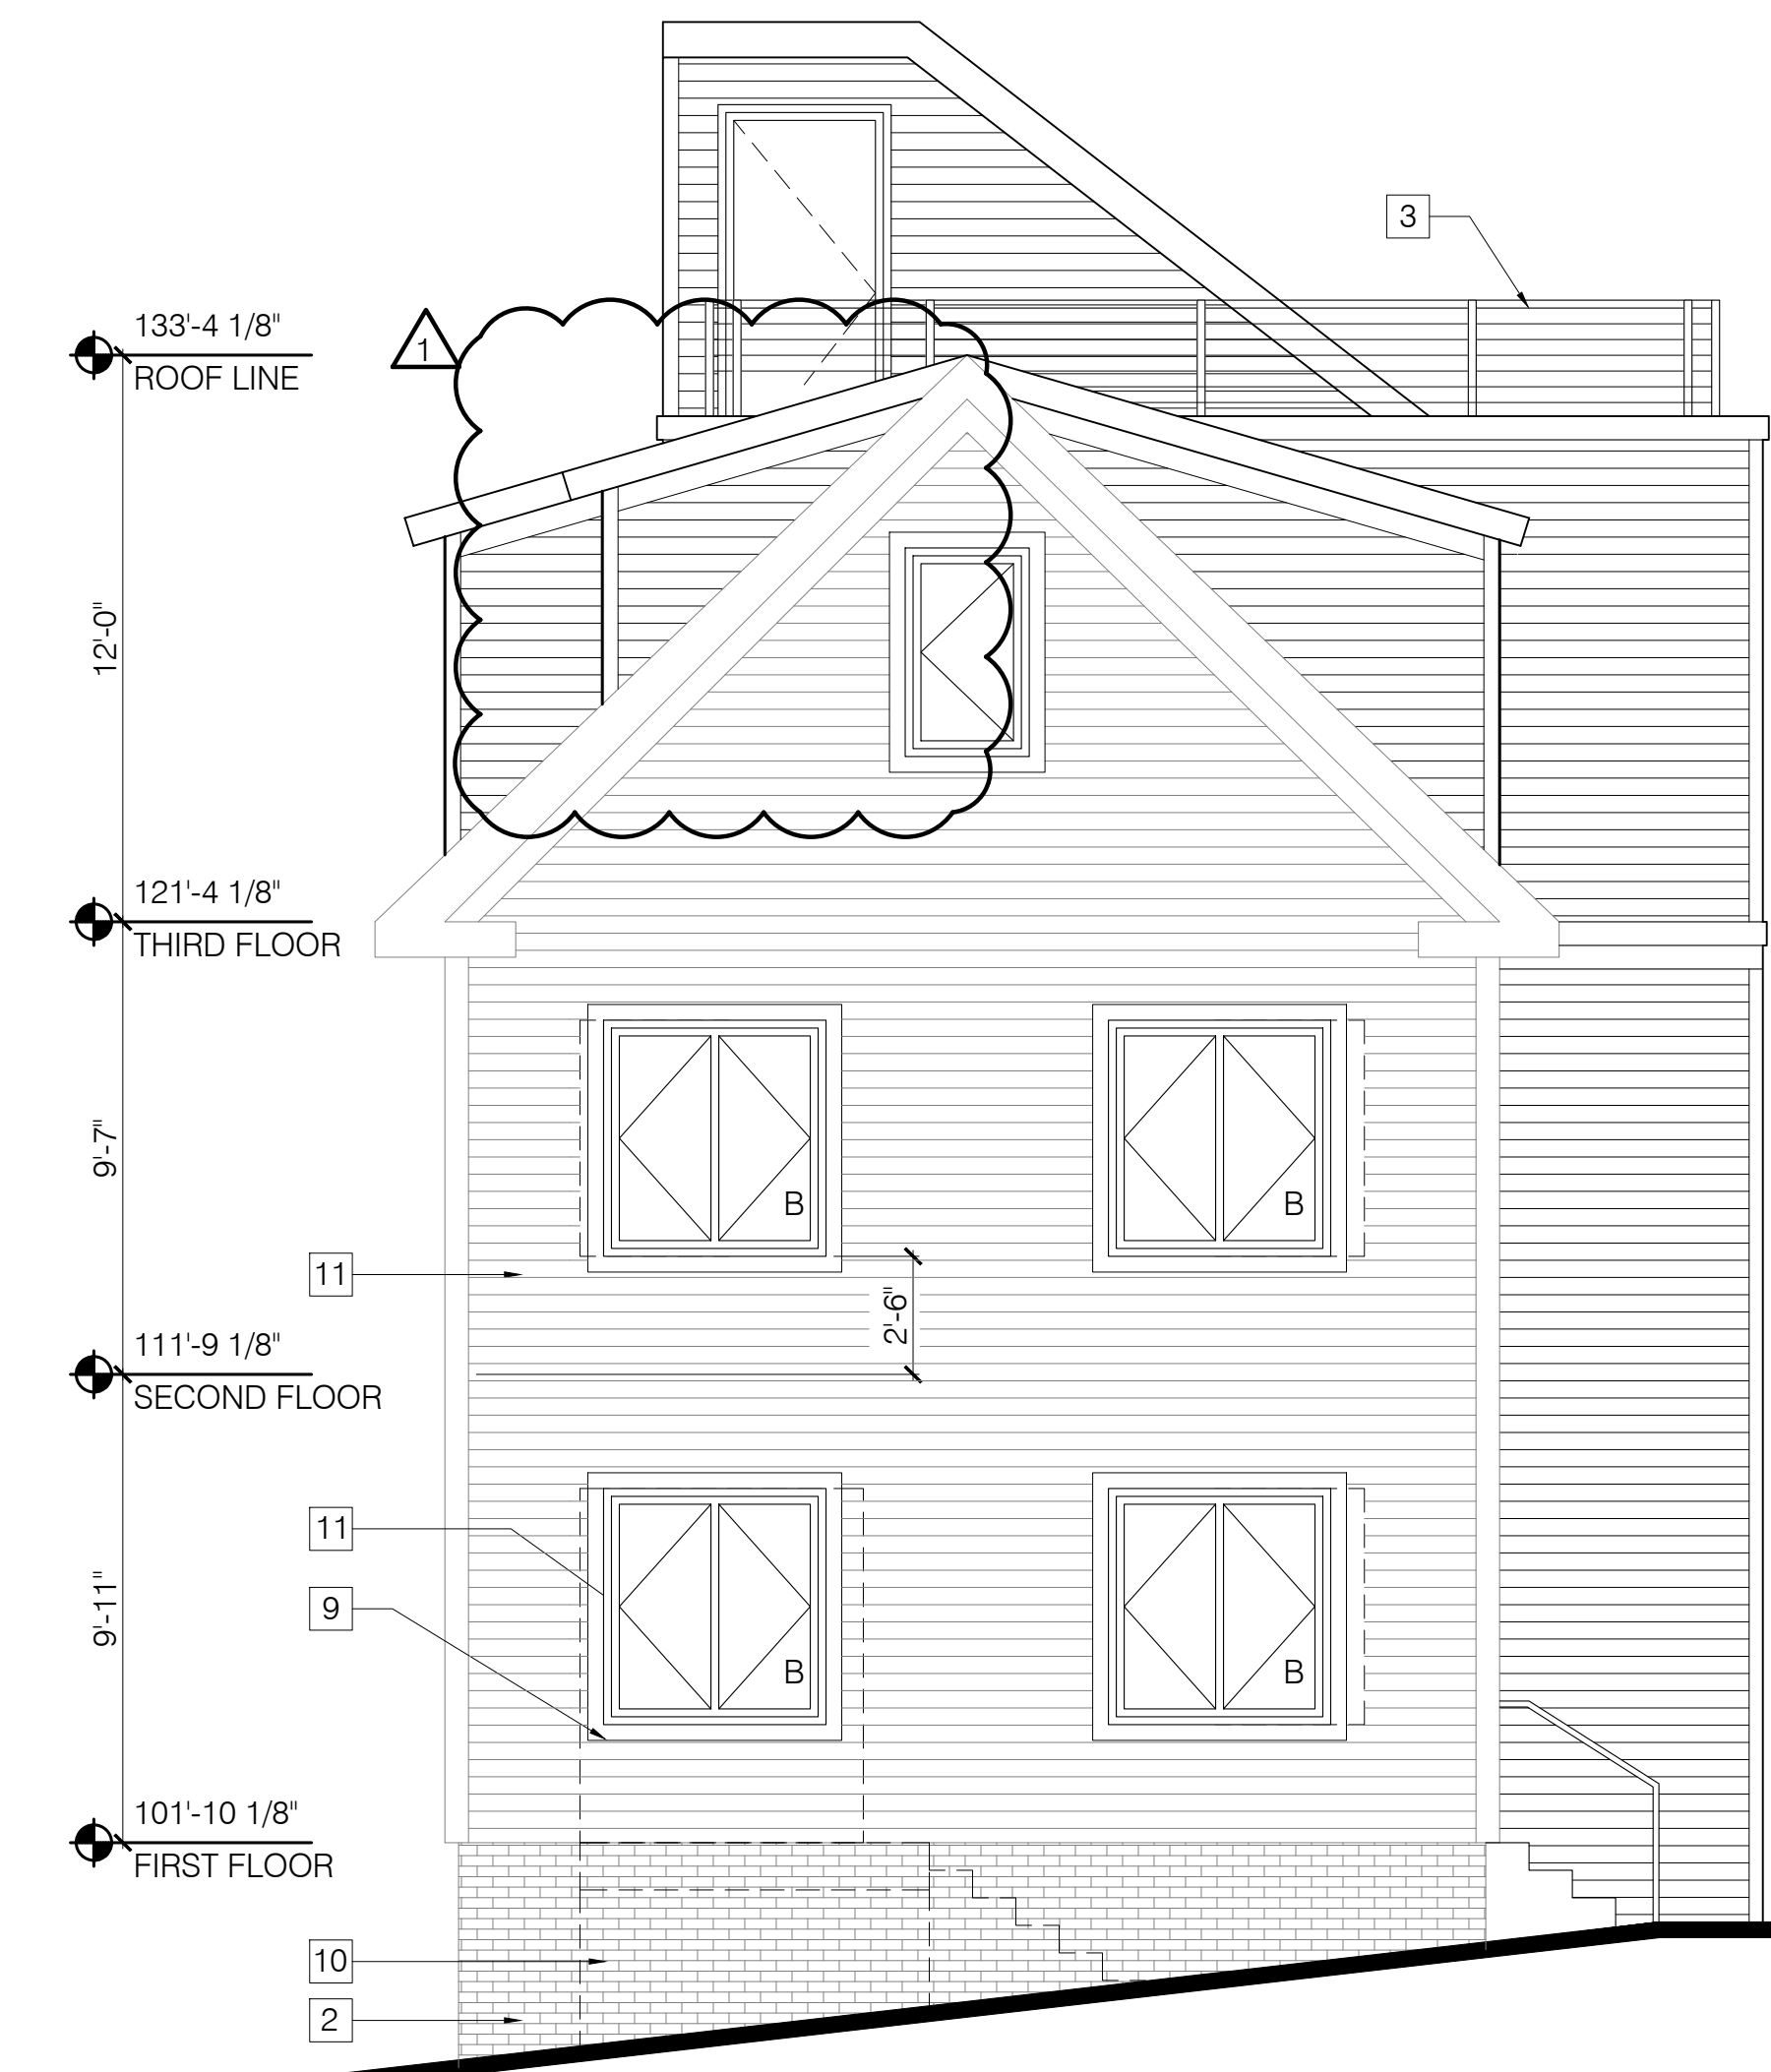 3
133'-4 1/8"
1
ROOF LINE
12'-0"
121'-4 1/8"
THIRD FLOOR
9'-7"
B
B
11
2'-6"
111'-9 1/8"
SECOND FLOOR
11
9'-11"
9
B
B
101'-10 1/8"
FIRST FLOOR
10
2